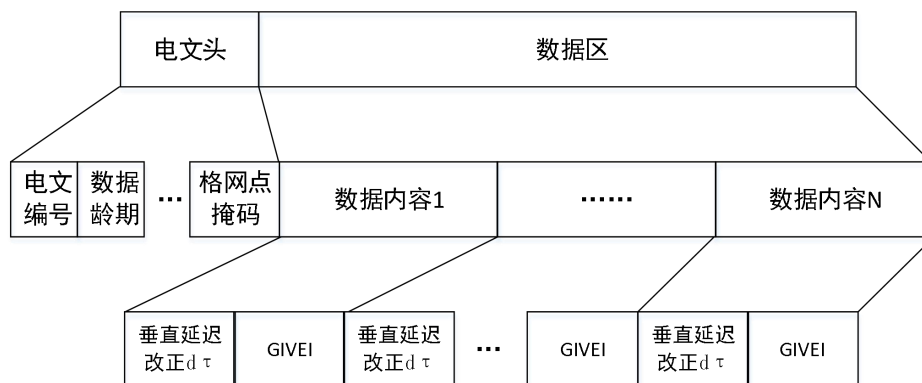 电文头
数据区
电文
编号
数据
龄期
...
格网点
掩码
数据内容1
......
数据内容N
垂直延迟
改正dτ
GIVEI
垂直延迟
改正dτ
...
GIVEI
垂直延迟
改正dτ
GIVEI